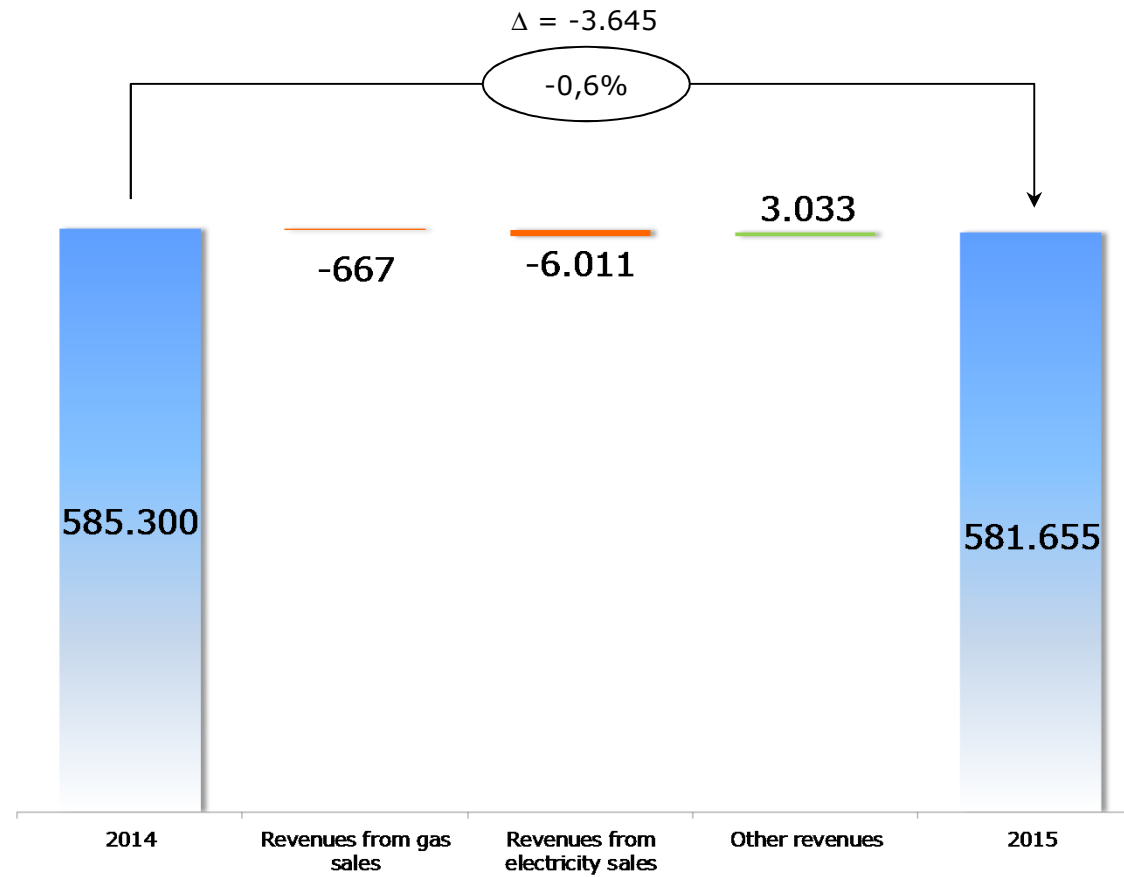 Δ = -3.645
-0,6%
3.033
-667
-6.011
585.300
581.655
2014
Revenues from gas
sales
Revenues from
electricity sales
Other revenues
2015